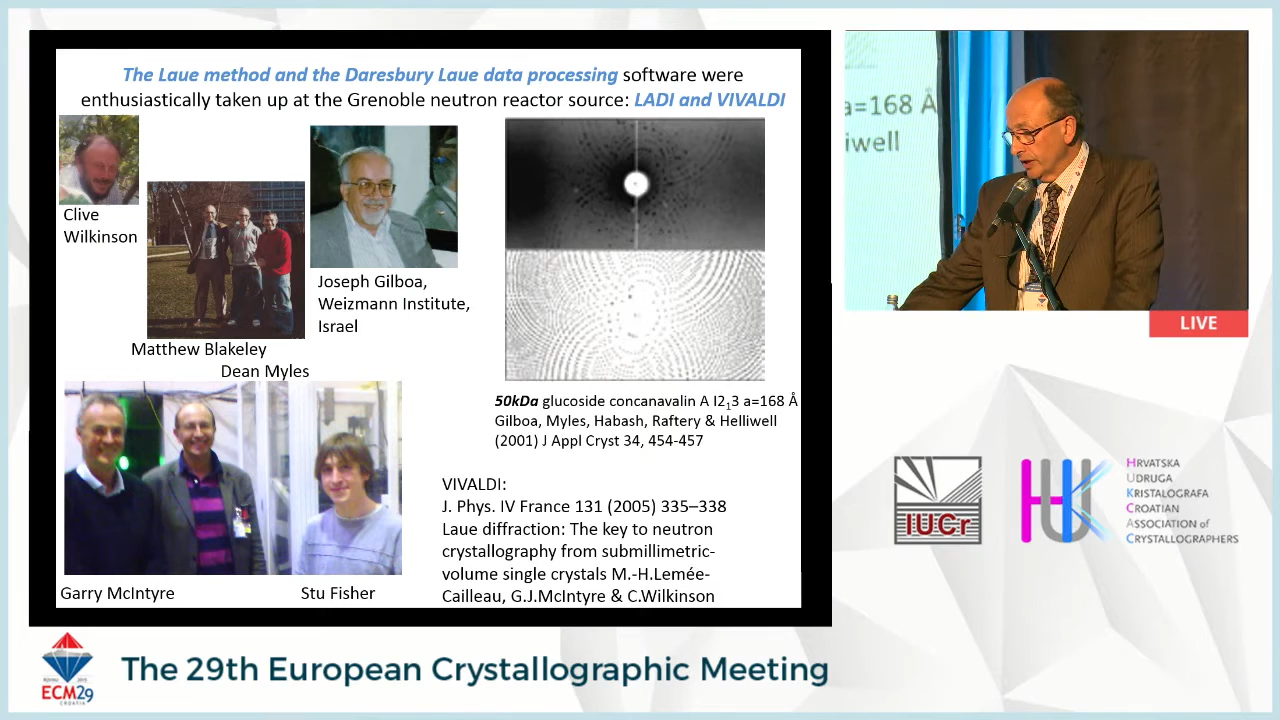 The Laue method and the Daresbury Laue data processing software were
enthusiastically taken up at the Grenoble neutron reactor source: LADI and VIVALDI
Clive
Wilkinson
Joseph Gilboa,
Weizmann Institute,
Israel
Matthew Blakeley
Dean Myles
50kDa glucoside concanavalin A I2₁3 a=168 Å
Gilboa, Myles, Habash, Raftery & Helliwell
(2001) J Appl Cryst 34, 454-457
VIVALDI:
J. Phys. IV France 131 (2005) 335–338
Laue diffraction: The key to neutron
crystallography from submillimetric-
volume single crystals M.-H.Lemée-
Cailleau, G.J.McIntyre & C.Wilkinson
Garry McIntyre
Stu Fisher
a=168 Å
iwell
LIVE
IUCr
HUK
HRVATSKA
UDRUGA
KRISTALOGRAFA
CROATIAN
ASSOCIATION of
CRYSTALLOGRAPHERS
ECM29
CROATIA
The 29th European Crystallographic Meeting